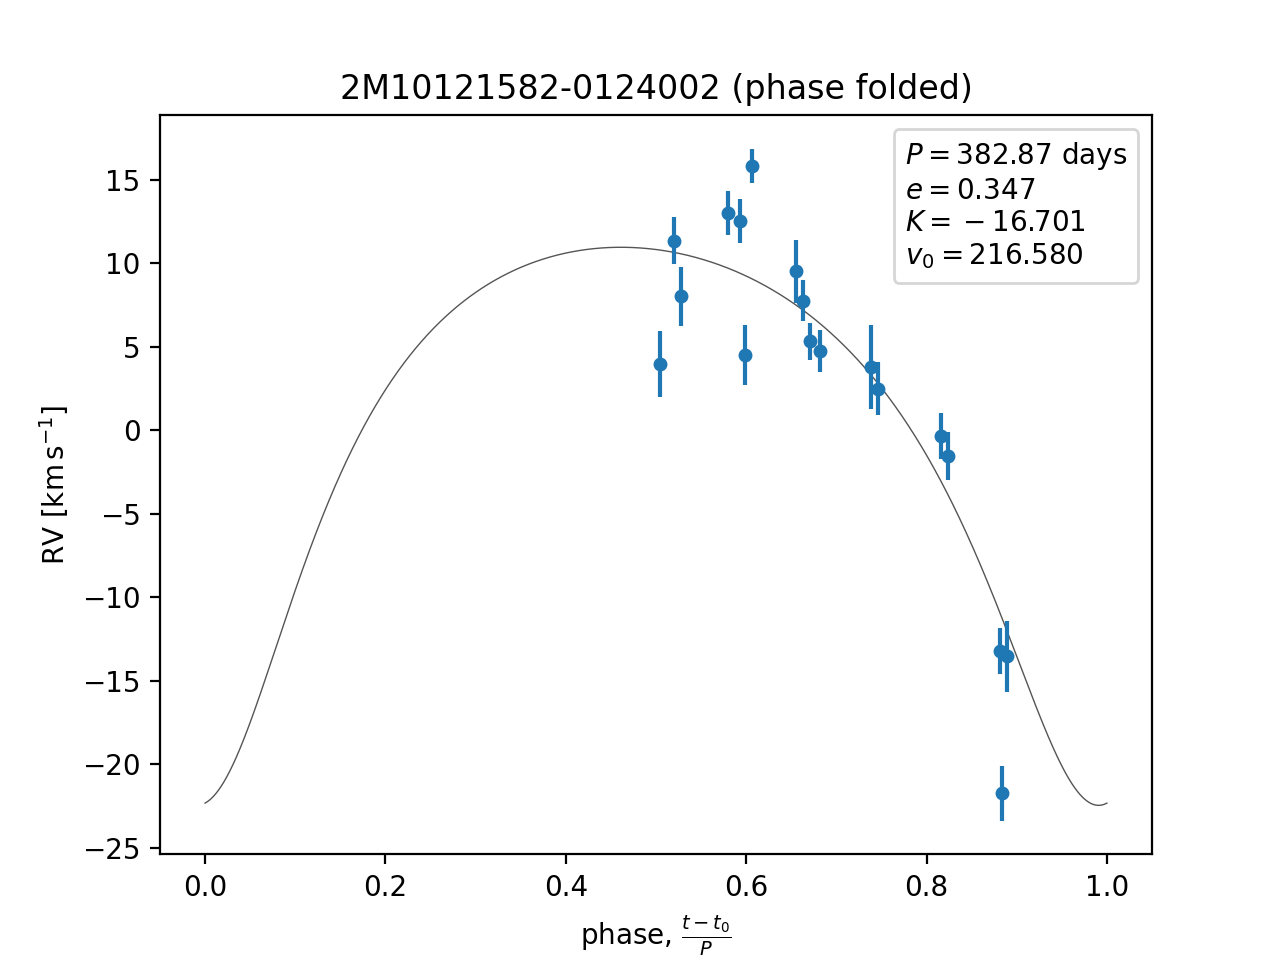 2M10121582-0124002 (phase folded)
P = 382.87 days
e = 0.347
K = −16.701
v₀ = 216.580
15
10
5
0
−5
−10
−15
−20
−25
RV [km s⁻¹]
0.0 0.2 0.4 0.6 0.8 1.0
phase, (t − t₀)/P